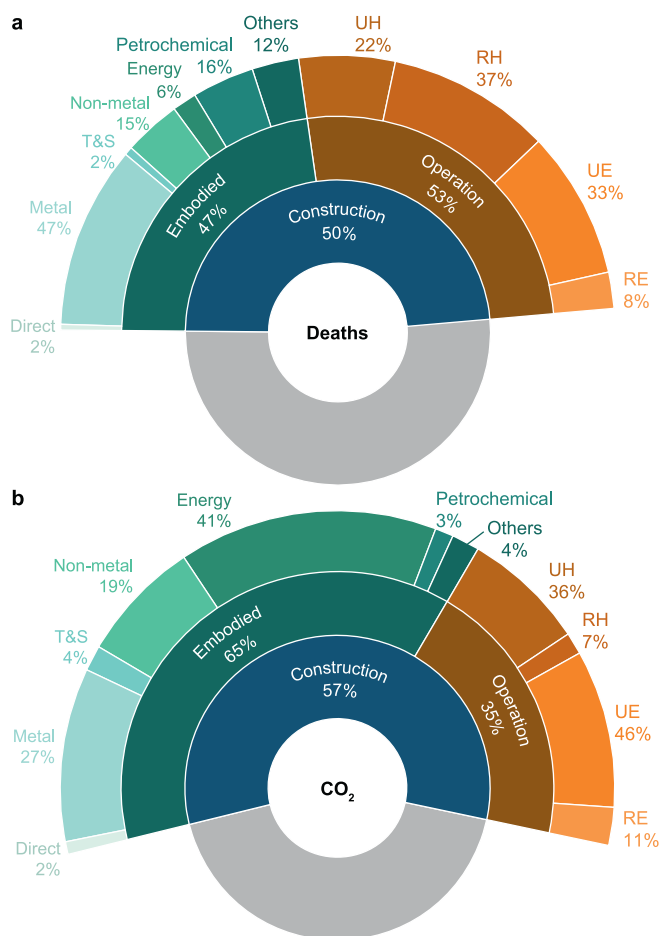 a
Others
12%
UH
22%
Petrochemical
16%
RH
37%
Energy
6%
Non-metal
15%
T&S
2%
UE
33%
Metal
47%
Embodied
47%
Operation
53%
Construction
50%
RE
8%
Direct
2%
Deaths
b
Energy
41%
Petrochemical
3%
Others
4%
Non-metal
19%
UH
36%
RH
7%
T&S
4%
Embodied
65%
Construction
57%
Operation
35%
UE
46%
Metal
27%
CO₂
RE
11%
Direct
2%